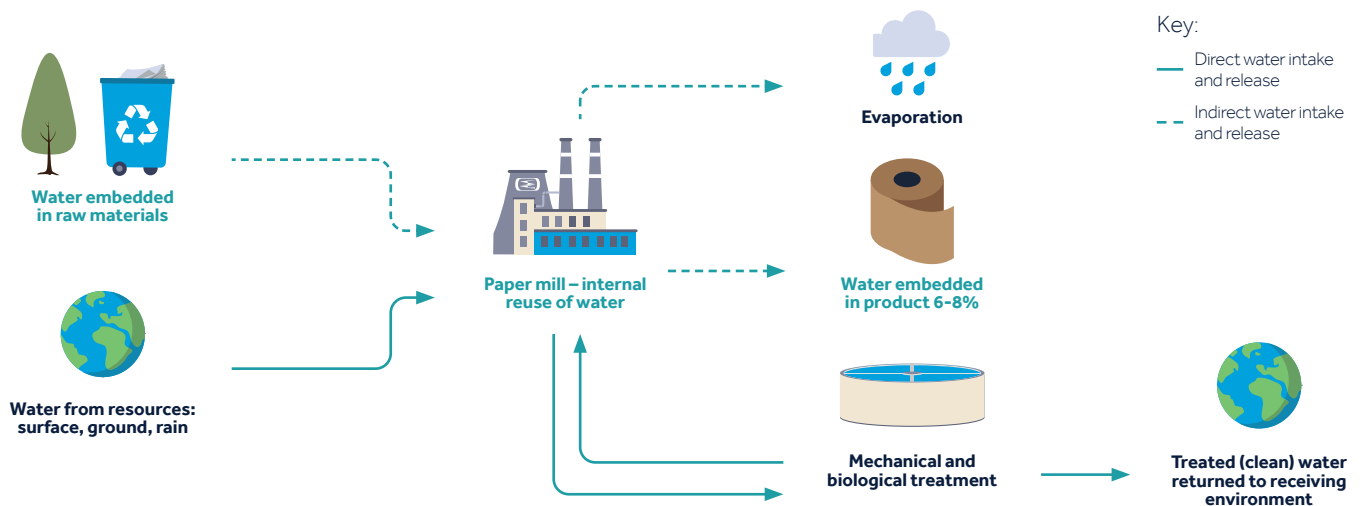 Key:
Direct water intake
and release
Indirect water intake
and release
Evaporation
Water embedded
in raw materials
Paper mill – internal
reuse of water
Water embedded
in product 6-8%
Water from resources:
surface, ground, rain
Mechanical and
biological treatment
Treated (clean) water
returned to receiving
environment